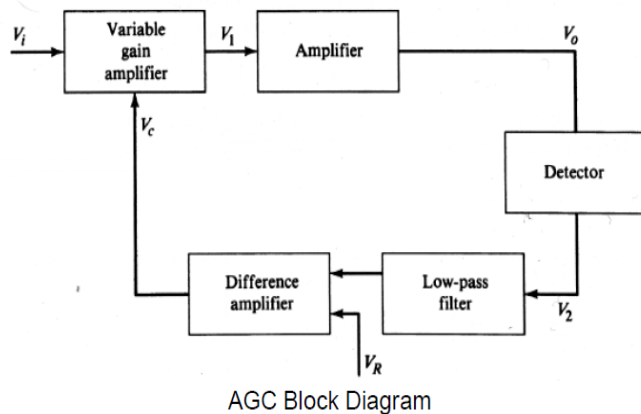 V_i
Variable
gain
amplifier
V_1
Amplifier
V_o
V_c
Detector
Difference
amplifier
Low-pass
filter
V_2
V_R
AGC Block Diagram